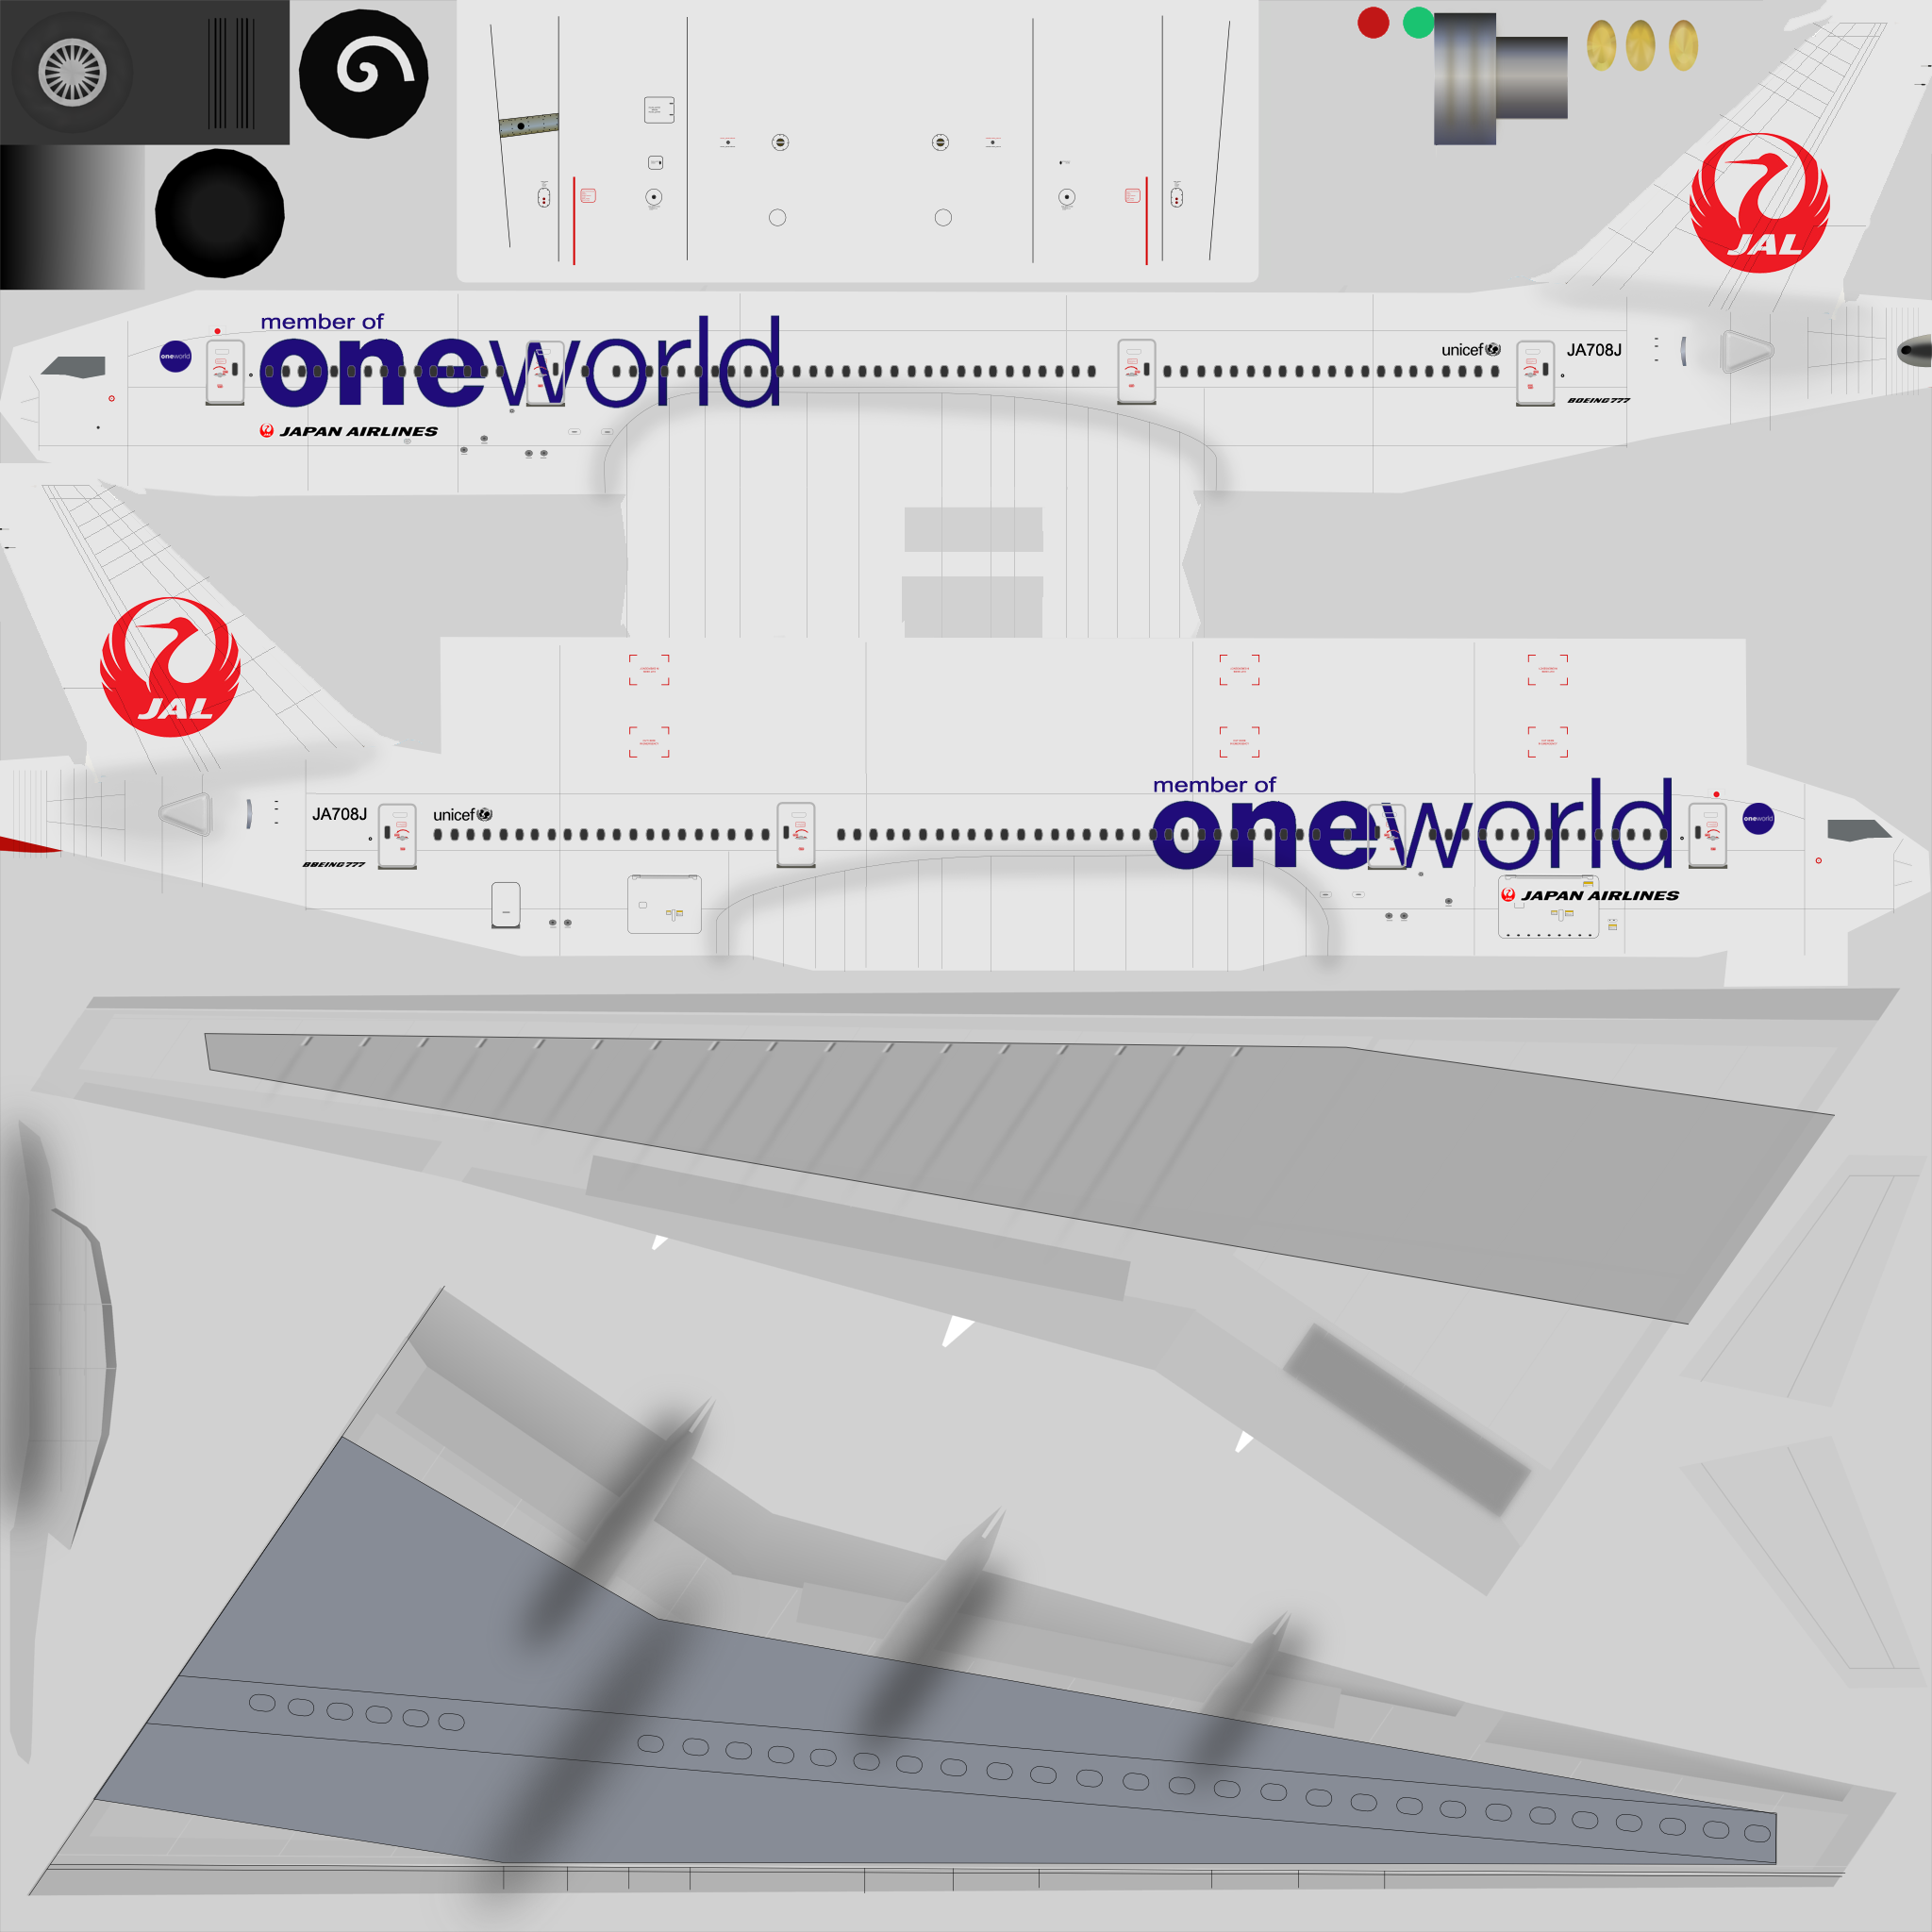 JAL
member of
oneworld
oneworld
unicef
JA708J
BOEING 777
JAPAN AIRLINES
JAL
member of
oneworld
oneworld
JA708J
unicef
BOEING 777
JAPAN AIRLINES